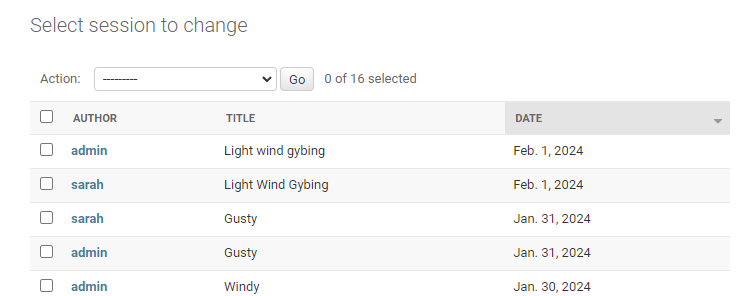 Select session to change
Action: --------- Go 0 of 16 selected
AUTHOR TITLE DATE
admin Light wind gybing Feb. 1, 2024
sarah Light Wind Gybing Feb. 1, 2024
sarah Gusty Jan. 31, 2024
admin Gusty Jan. 31, 2024
admin Windy Jan. 30, 2024